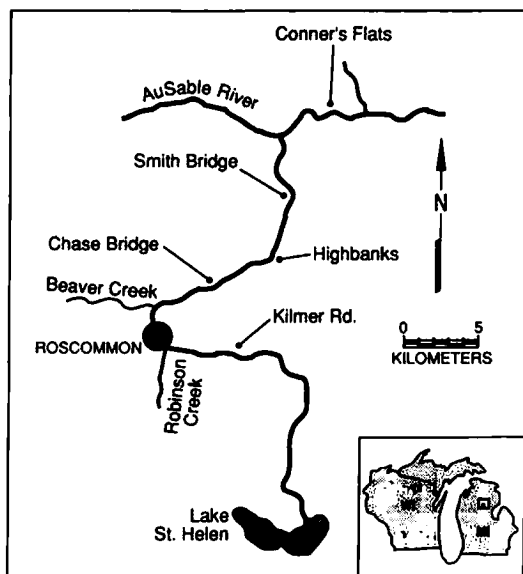 Conner's Flats
AuSable River
Smith Bridge
N
Chase Bridge
Highbanks
Beaver Creek
Kilmer Rd.
0 5
KILOMETERS
ROSCOMMON
Robinson
Creek
Lake
St. Helen